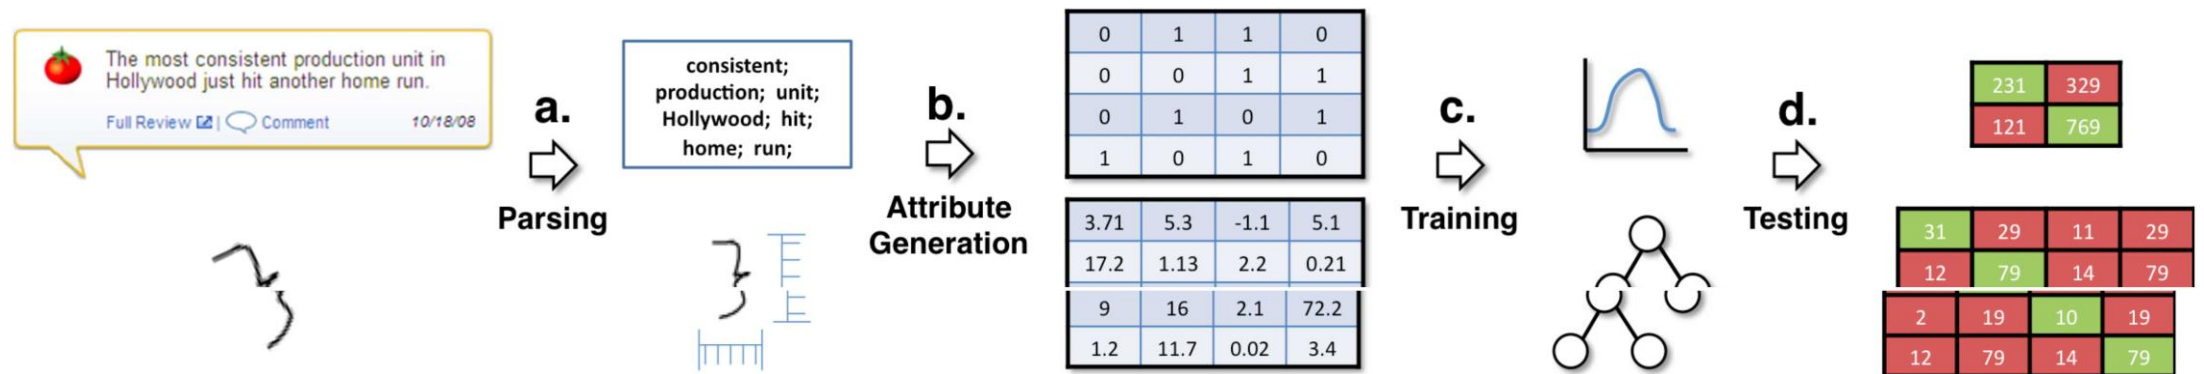 The most consistent production unit in
Hollywood just hit another home run.
Full Review | Comment 10/18/08
a.
Parsing
consistent;
production; unit;
Hollywood; hit;
home; run;
b.
Attribute
Generation
0 1 1 0
0 0 1 1
0 1 0 1
1 0 1 0
3.71 5.3 -1.1 5.1
17.2 1.13 2.2 0.21
9 16 2.1 72.2
1.2 11.7 0.02 3.4
c.
Training
d.
Testing
231 329
121 769
31 29 11 29
12 79 14 79
2 19 10 19
12 79 14 79